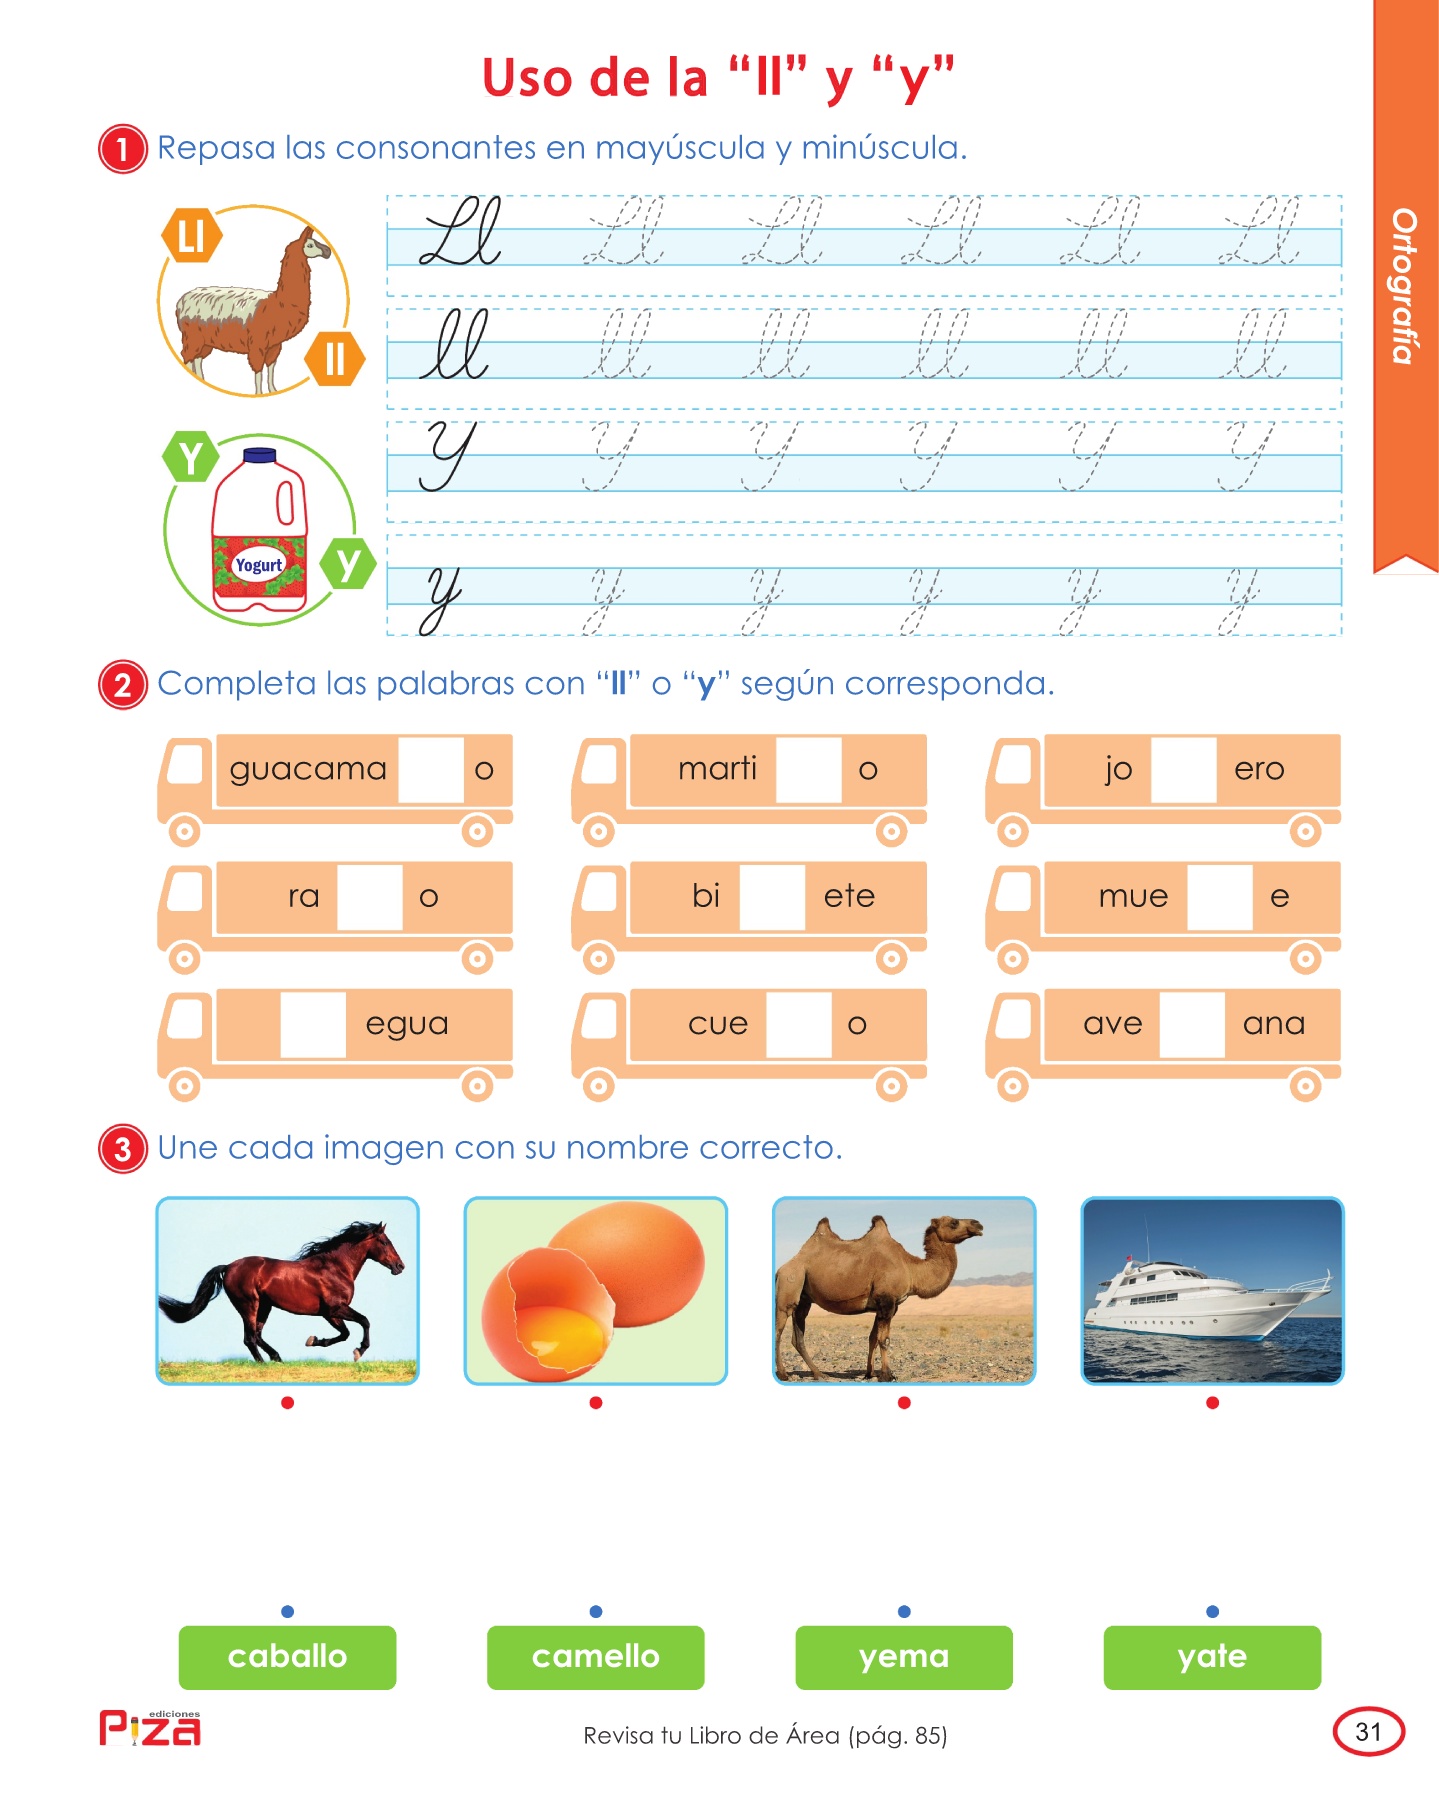 Uso de la “ll” y “y”
Ortografía
1 Repasa las consonantes en mayúscula y minúscula.
Ll
ll
Ll Ll Ll Ll Ll Ll
ll ll ll ll ll ll
Y
Yogurt
y
Y Y Y Y Y Y
y y y y y y
2 Completa las palabras con “ll” o “y” según corresponda.
guacama o marti o jo ero
ra o bi ete mue e
egua cue o ave ana
3 Une cada imagen con su nombre correcto.
caballo camello yema yate
ediciones
Piza
Revisa tu Libro de Área (pág. 85)
31